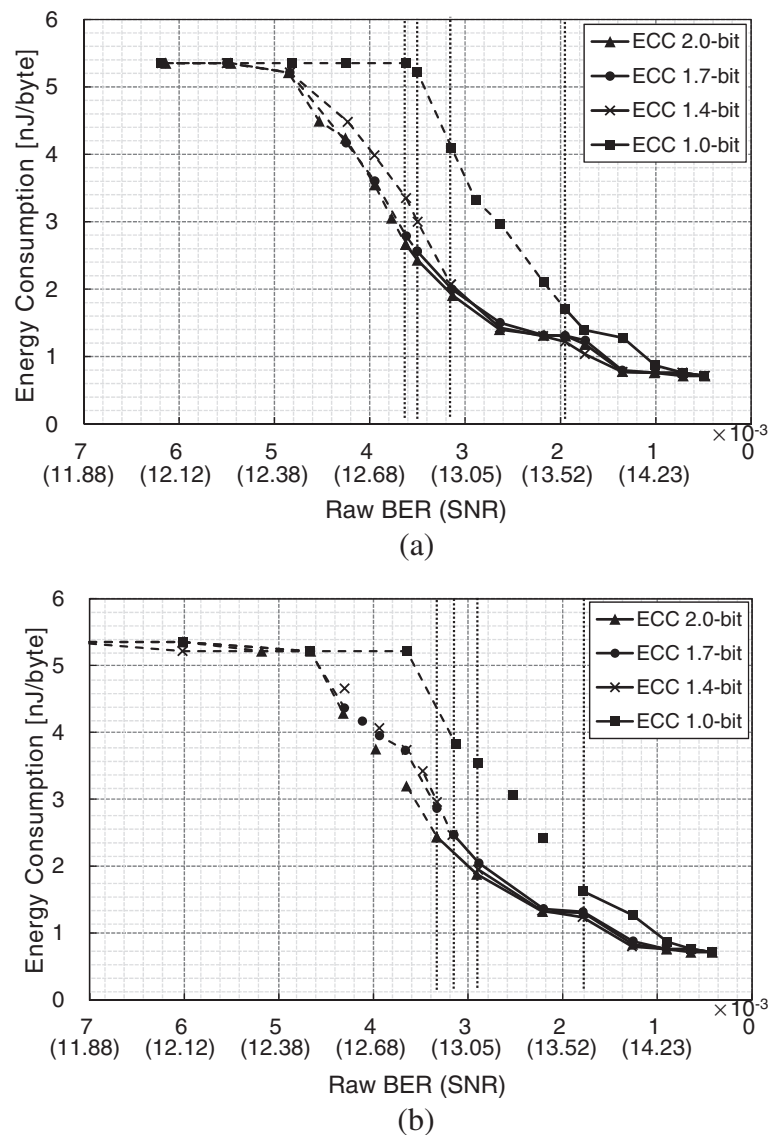 6
5
4
3
2
1
0
Energy Consumption [nJ/byte]
ECC 2.0-bit
ECC 1.7-bit
ECC 1.4-bit
ECC 1.0-bit
×10⁻³
7 6 5 4 3 2 1 0
(11.88) (12.12) (12.38) (12.68) (13.05) (13.52) (14.23)
Raw BER (SNR)
(a)
6
5
4
3
2
1
0
Energy Consumption [nJ/byte]
ECC 2.0-bit
ECC 1.7-bit
ECC 1.4-bit
ECC 1.0-bit
×10⁻³
7 6 5 4 3 2 1 0
(11.88) (12.12) (12.38) (12.68) (13.05) (13.52) (14.23)
Raw BER (SNR)
(b)